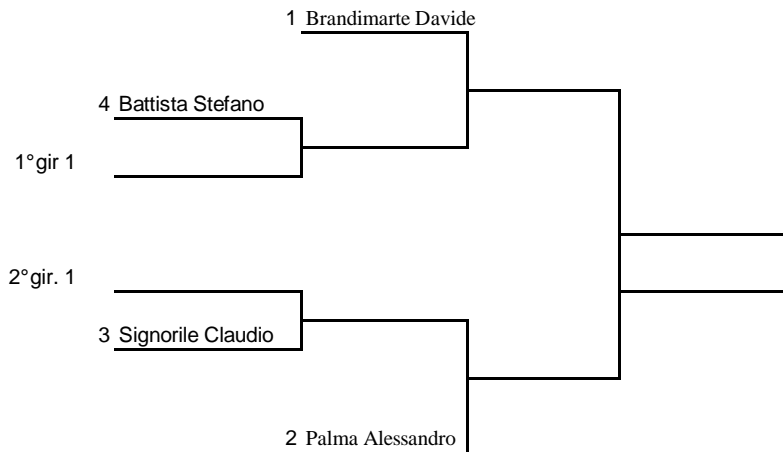 1 Brandimarte Davide
4 Battista Stefano
1°gir 1
2°gir. 1
3 Signorile Claudio
2 Palma Alessandro